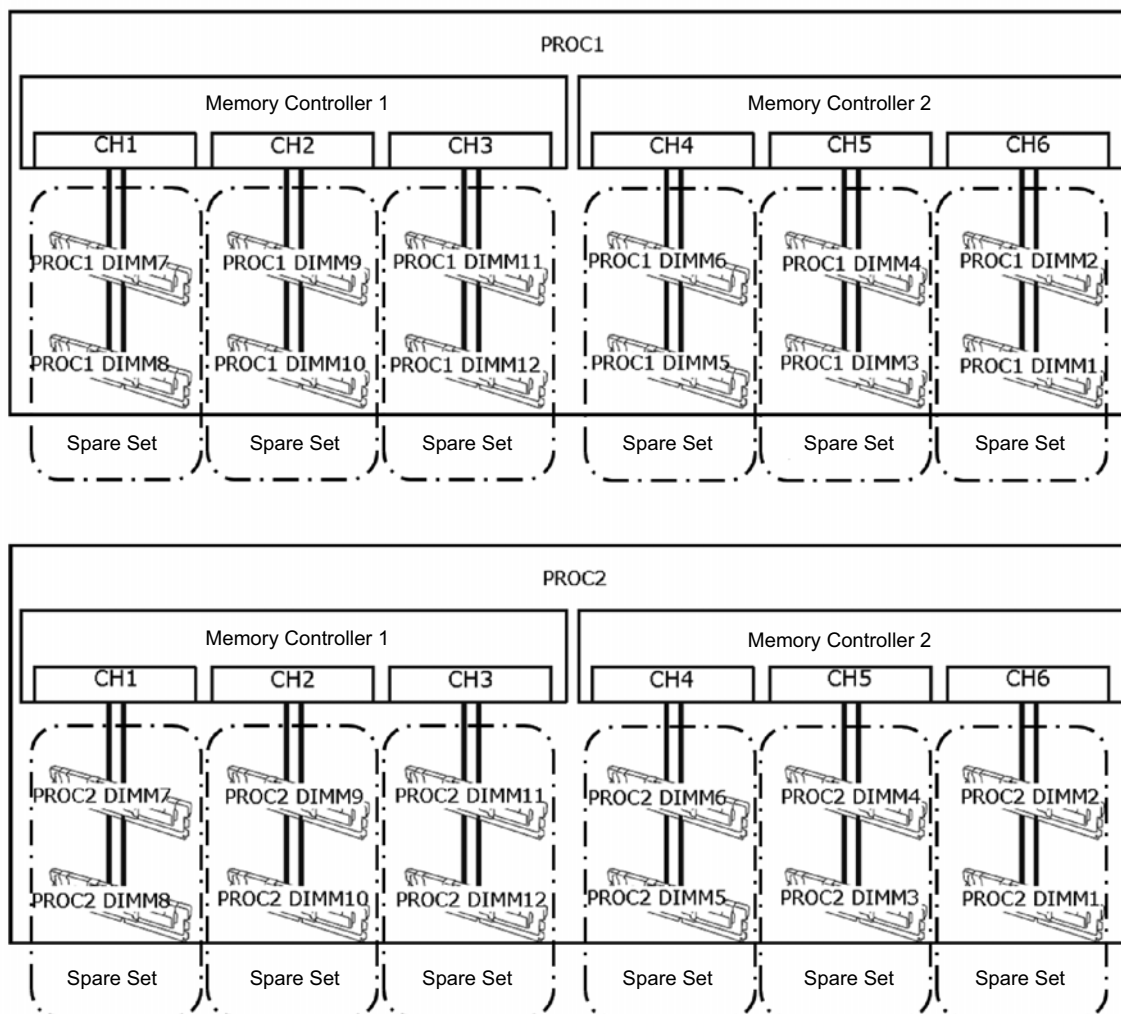 PROC1
Memory Controller 1 Memory Controller 2
CH1 CH2 CH3 CH4 CH5 CH6
PROC1 DIMM7 PROC1 DIMM9 PROC1 DIMM11 PROC1 DIMM6 PROC1 DIMM4 PROC1 DIMM2
PROC1 DIMM8 PROC1 DIMM10 PROC1 DIMM12 PROC1 DIMM5 PROC1 DIMM3 PROC1 DIMM1
Spare Set Spare Set Spare Set Spare Set Spare Set Spare Set
PROC2
Memory Controller 1 Memory Controller 2
CH1 CH2 CH3 CH4 CH5 CH6
PROC2 DIMM7 PROC2 DIMM9 PROC2 DIMM11 PROC2 DIMM6 PROC2 DIMM4 PROC2 DIMM2
PROC2 DIMM8 PROC2 DIMM10 PROC2 DIMM12 PROC2 DIMM5 PROC2 DIMM3 PROC2 DIMM1
Spare Set Spare Set Spare Set Spare Set Spare Set Spare Set